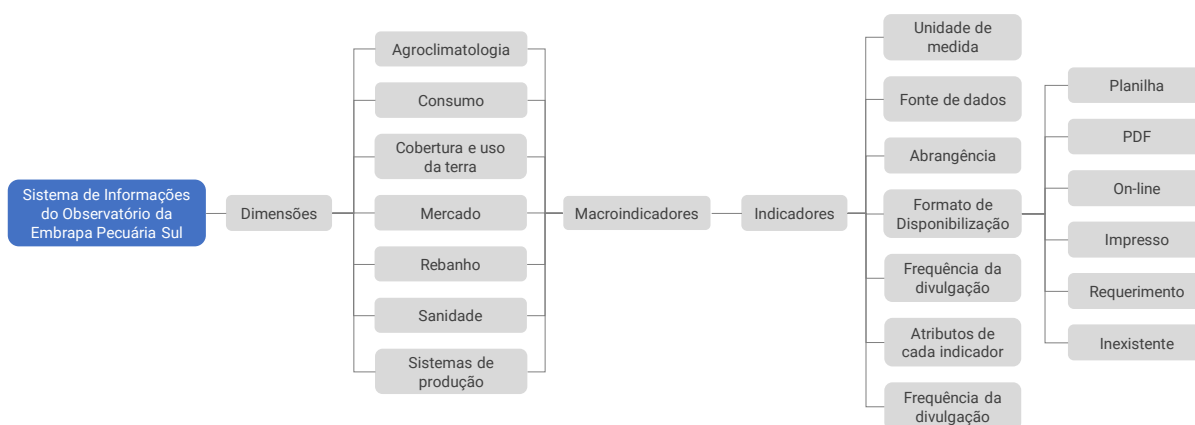 Sistema de Informações
do Observatório da
Embrapa Pecuária Sul
Dimensões
Agroclimatologia
Consumo
Cobertura e uso
da terra
Mercado
Rebanho
Sanidade
Sistemas de
produção
Macroindicadores
Indicadores
Unidade de
medida
Fonte de dados
Abrangência
Formato de
Disponibilização
Frequência da
divulgação
Atributos de
cada indicador
Frequência da
divulgação
Planilha
PDF
On-line
Impresso
Requerimento
Inexistente